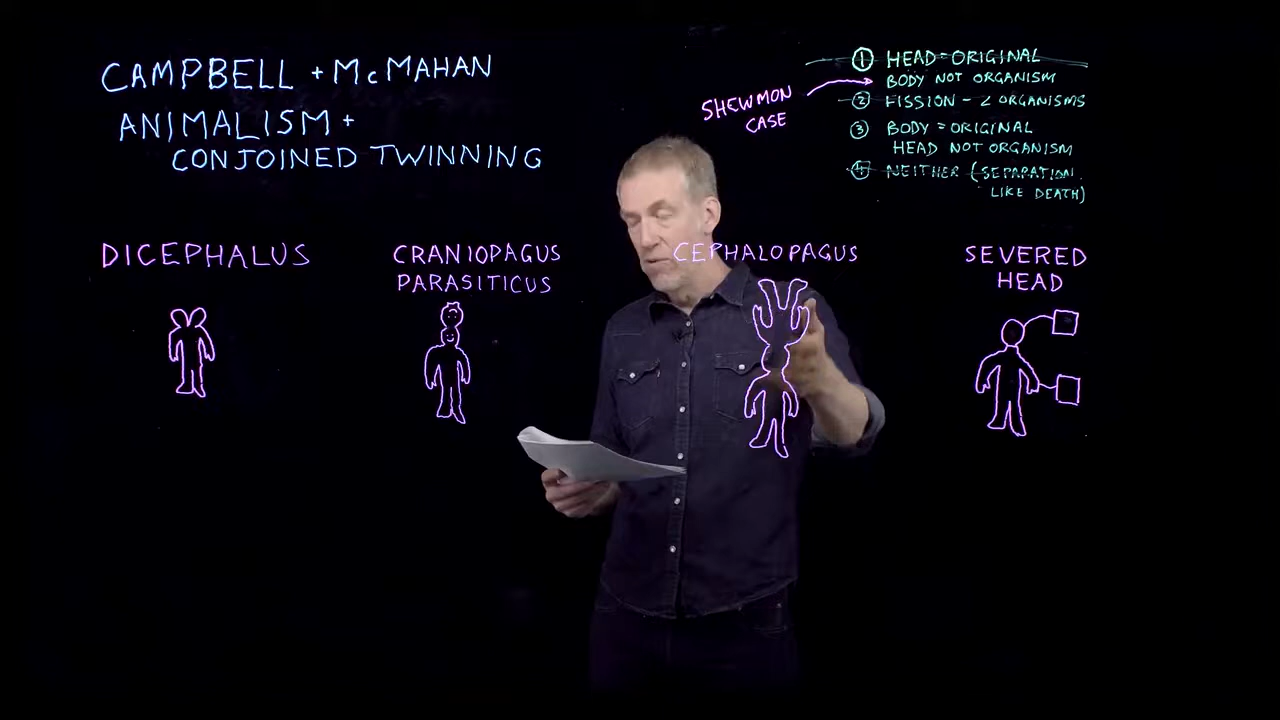 CAMPBELL + McMAHAN
ANIMALISM +
CONJOINED TWINNING
SHEWMON
CASE
① HEAD = ORIGINAL
BODY NOT ORGANISM
② FISSION - 2 ORGANISMS
③ BODY = ORIGINAL
HEAD NOT ORGANISM
④ NEITHER (SEPARATION
LIKE DEATH)
DICEPHALUS
CRANIOPAGUS
PARASITICUS
CEPHALOPAGUS
SEVERED
HEAD